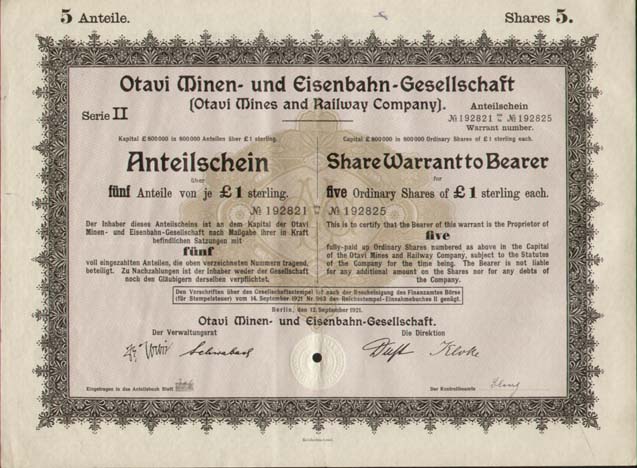 5 Anteile.
Shares 5.
Otavi Minen- und Eisenbahn-Gesellschaft
(Otavi Mines and Railway Company).
Serie II
Anteilschein
№ 192821 № 192825
Warrant number.
Kapital £ 800 000 in 800 000 Anteilen über £ 1 sterling.
Anteilschein
über
fünf Anteile von je £ 1 sterling.
Capital £ 800 000 in 800 000 Ordinary Shares of £ 1 sterling each.
Share Warrant to Bearer
for
five Ordinary Shares of £ 1 sterling each.
№ 192821 № 192825
Der Inhaber dieses Anteilscheins ist an dem Kapital der Otavi
Minen- und Eisenbahn-Gesellschaft nach Maßgabe ihrer in Kraft
befindlichen Satzungen mit
fünf
voll eingezahlten Anteilen, die oben verzeichneten Nummern tragend,
beteiligt. Zu Nachzahlungen ist der Inhaber weder der Gesellschaft
noch den Gläubigern derselben verpflichtet.
This is to certify that the Bearer of this warrant is the Proprietor of
five
fully-paid up Ordinary Shares numbered as above in the Capital
of the Otavi Mines and Railway Company, subject to the Statutes
of the Company for the time being. The Bearer is not liable
for any additional amount on the Shares nor for any debts of
the Company.
Den Vorschriften über das Gesellschaftsstempel ist nach der Bescheinigung des Finanzamtes Börse
(für Stempelsteuer) vom 14. September 1921 Nr. 963 des Reichsstempel-Einnahmebuches II genügt.
Berlin, den 12. September 1921.
Otavi Minen- und Eisenbahn-Gesellschaft.
Der Verwaltungsrat
Die Direktion
Schwabach
Kloke
Eingetragen in das Anteilsbuch Blatt
Der Kontrollbeamte